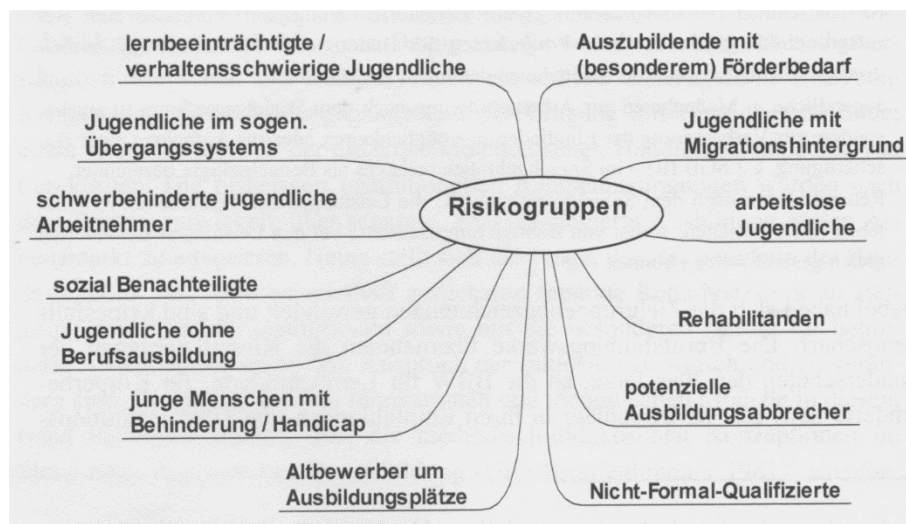 lernbeeinträchtigte /
verhaltensschwierige Jugendliche
Jugendliche im sogen.
Übergangssystems
schwerbehinderte jugendliche
Arbeitnehmer
sozial Benachteiligte
Jugendliche ohne
Berufsausbildung
junge Menschen mit
Behinderung / Handicap
Altbewerber um
Ausbildungsplätze
Risikogruppen
Auszubildende mit
(besonderem) Förderbedarf
Jugendliche mit
Migrationshintergrund
arbeitslose
Jugendliche
Rehabilitanden
potenzielle
Ausbildungsabbrecher
Nicht-Formal-Qualifizierte